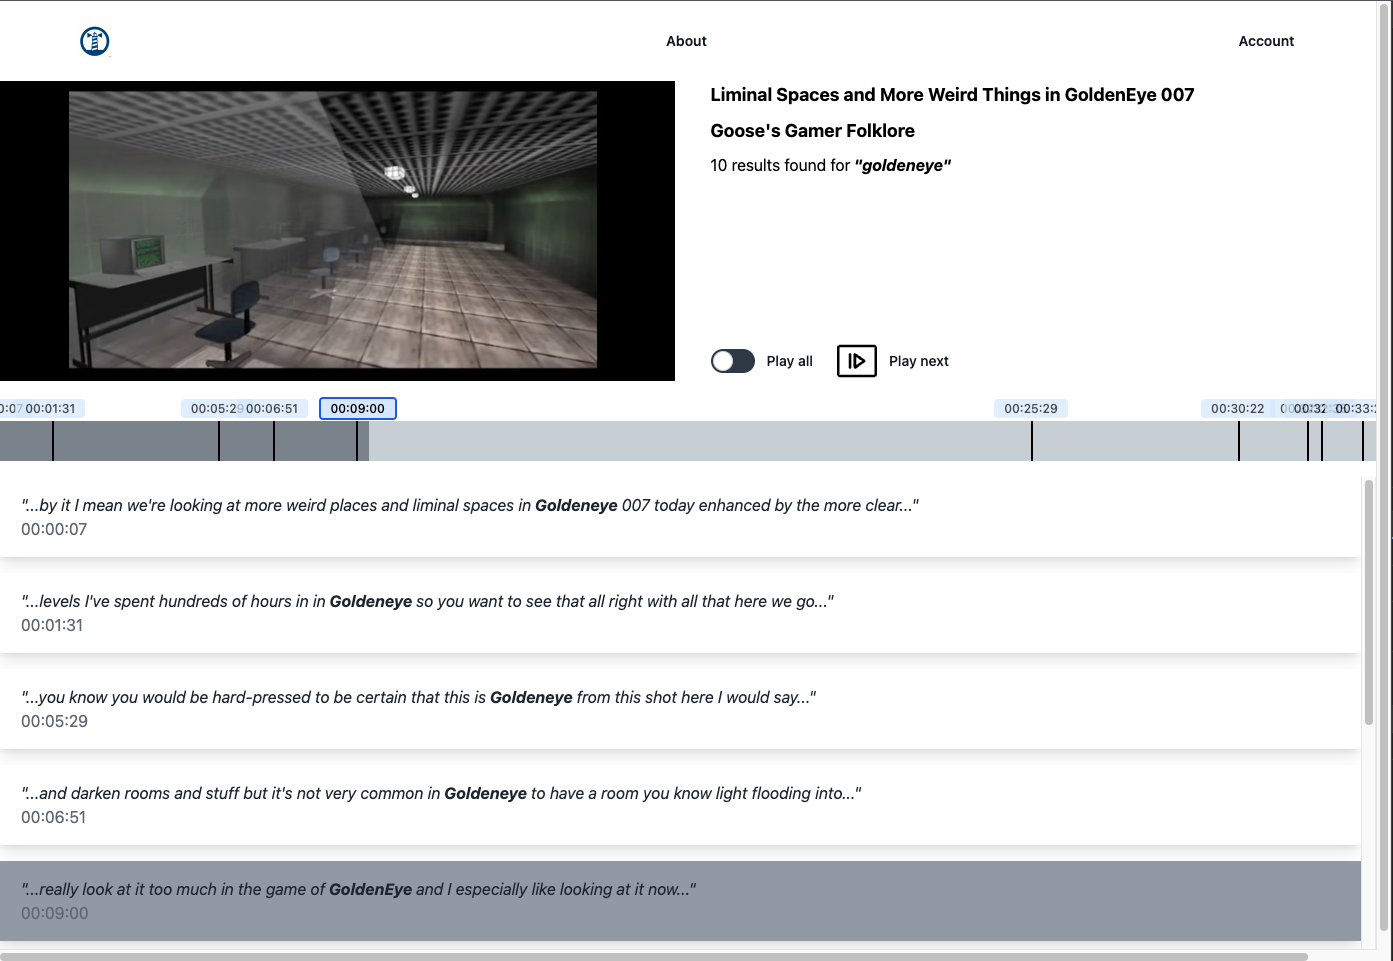 About
Account
Liminal Spaces and More Weird Things in GoldenEye 007
Goose's Gamer Folklore
10 results found for "goldeneye"
Play all
Play next
00:01:31
00:05:29
00:06:51
00:09:00
00:25:29
00:30:22
"...by it I mean we're looking at more weird places and liminal spaces in Goldeneye 007 today enhanced by the more clear..."
00:00:07
"...levels I've spent hundreds of hours in in Goldeneye so you want to see that all right with all that here we go..."
00:01:31
"...you know you would be hard-pressed to be certain that this is Goldeneye from this shot here I would say..."
00:05:29
"...and darken rooms and stuff but it's not very common in Goldeneye to have a room you know light flooding into..."
00:06:51
"...really look at it too much in the game of GoldenEye and I especially like looking at it now..."
00:09:00